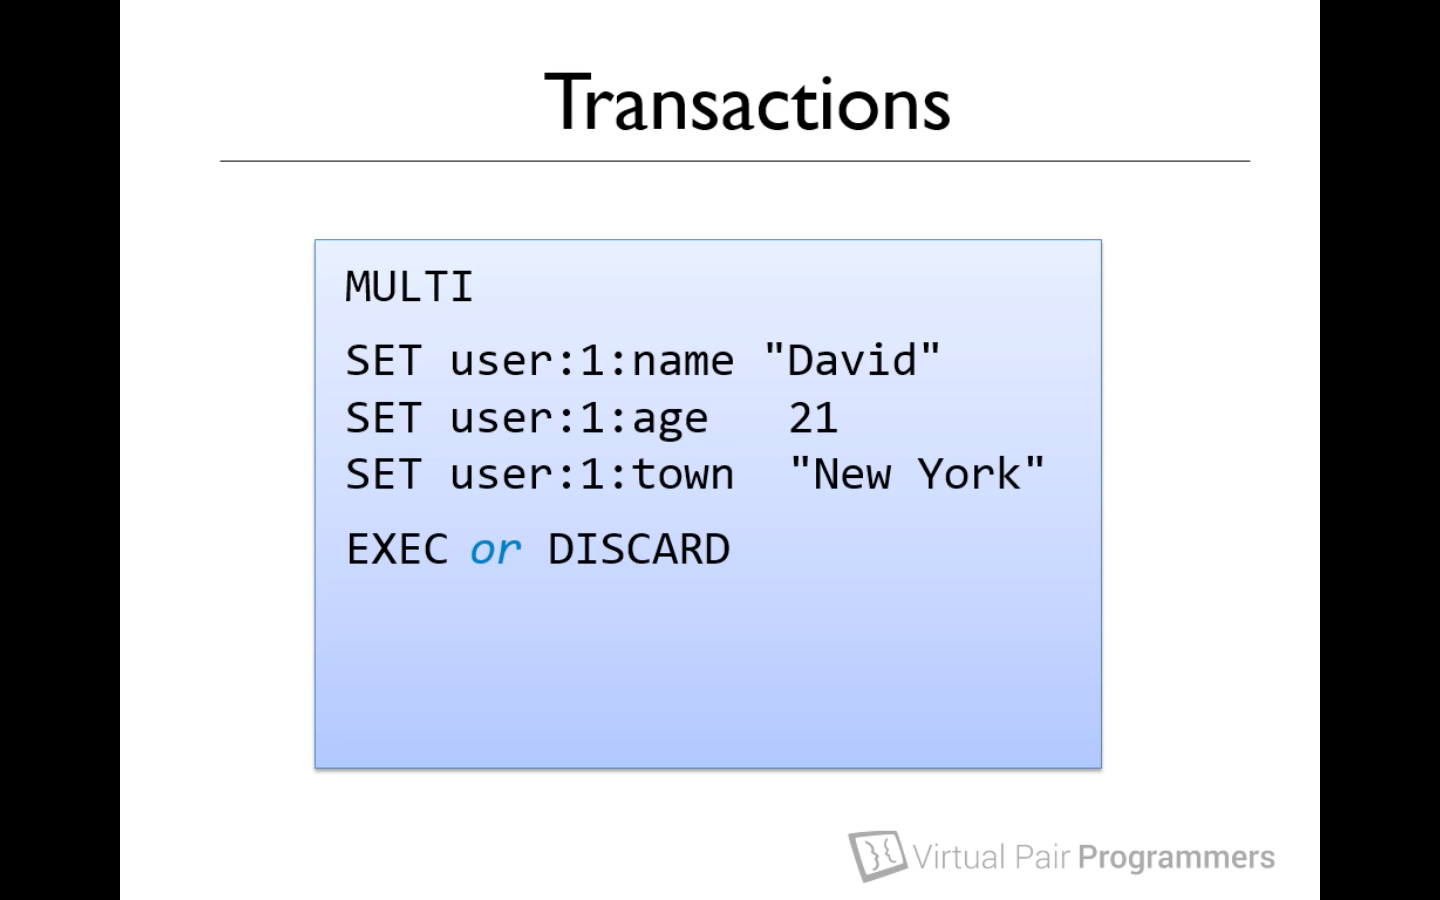 Transactions
MULTI
SET user:1:name "David"
SET user:1:age   21
SET user:1:town  "New York"
EXEC or DISCARD
Virtual Pair Programmers